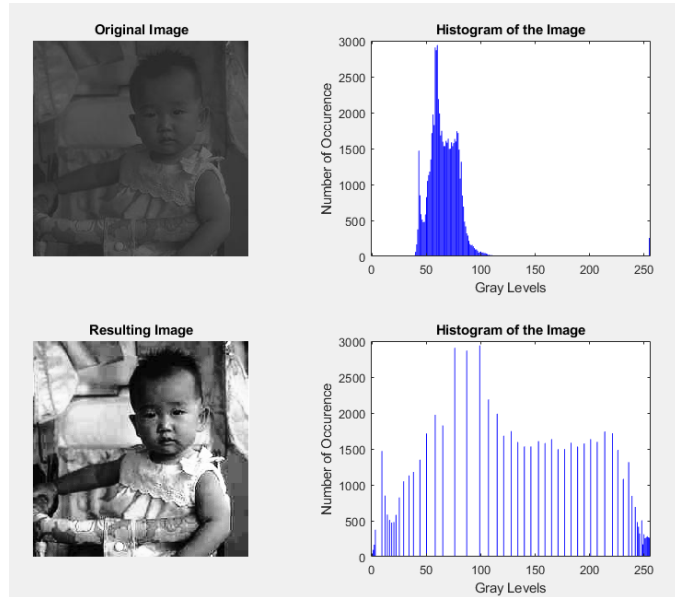 Original Image
Histogram of the Image
3000
2500
2000
1500
1000
500
0
Number of Occurence
0 50 100 150 200 250
Gray Levels
Resulting Image
Histogram of the Image
3000
2500
2000
1500
1000
500
0
Number of Occurence
0 50 100 150 200 250
Gray Levels